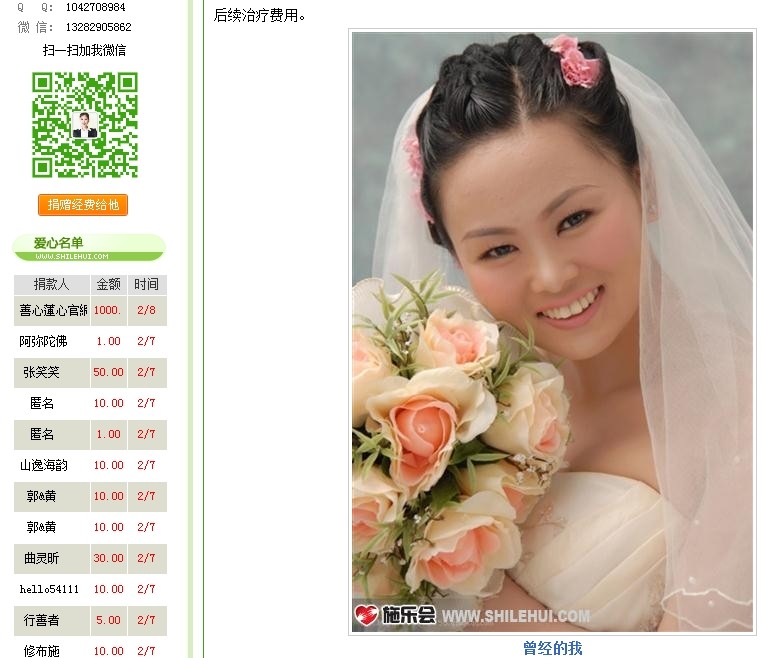 Q Q: 1042708984
微 信: 13282905862
扫一扫加我微信
捐赠经费给他
爱心名单
WWW.SHILEHUI.COM
捐款人 金额 时间
善心蓮心官 1000. 2/8
阿弥陀佛 1.00 2/7
张笑笑 50.00 2/7
匿名 10.00 2/7
匿名 1.00 2/7
山逸海韵 10.00 2/7
郭&黄 10.00 2/7
郭&黄 10.00 2/7
曲灵昕 30.00 2/7
hello54111 10.00 2/7
行善者 5.00 2/7
修布施 10.00 2/7
后续治疗费用。
施乐会 WWW.SHILEHUI.COM
曾经的我